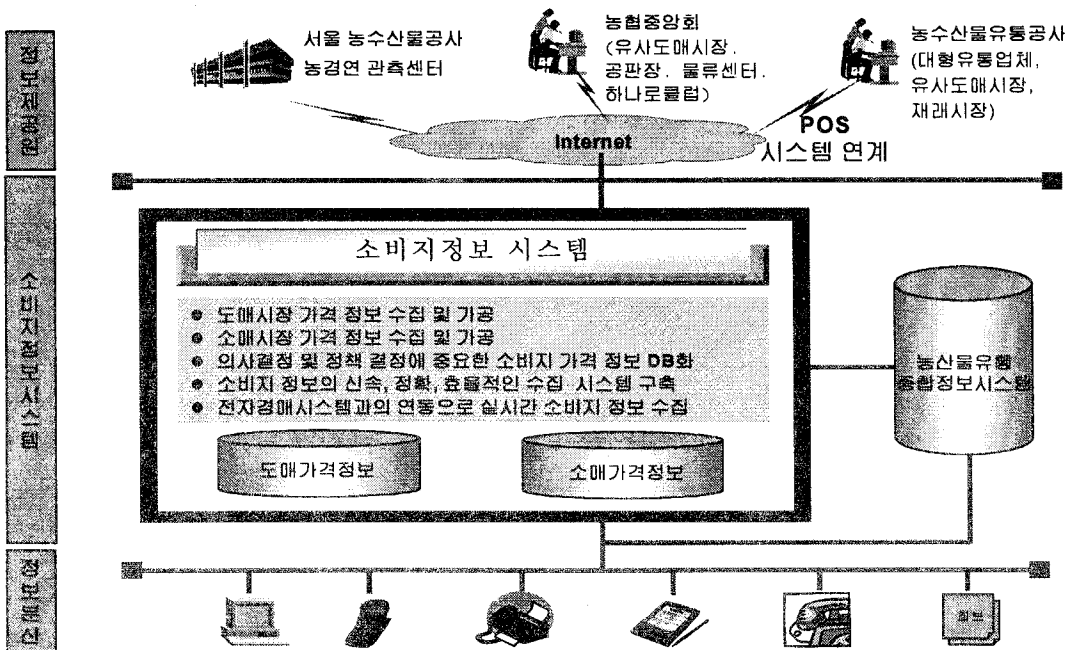 정보제공원
서울 농수산물공사
농경연 관측센터
농협중앙회
(유사도매시장.
공판장. 물류센터.
하나로클럽)
농수산물유통공사
(대형유통업체,
유사도매시장,
재래시장)
Internet
POS
시스템 연계
소비지정보시스템
소비지정보 시스템
● 도매시장 가격 정보 수집 및 가공
● 소매시장 가격 정보 수집 및 가공
● 의사결정 및 정책 결정에 중요한 소비지 가격 정보 DB화
● 소비지 정보의 신속, 정확, 효율적인 수집 시스템 구축
● 전자경매시스템과의 연동으로 실시간 소비지 정보 수집
도매가격정보
소매가격정보
농산물유통
종합정보시스템
정보분산